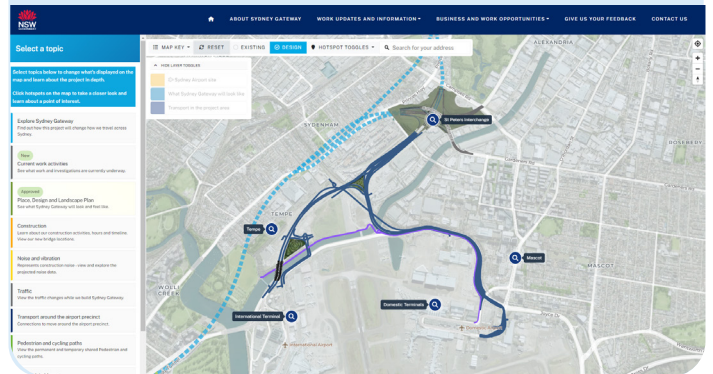 NSW
GOVERNMENT
ABOUT SYDNEY GATEWAY
WORK UPDATES AND INFORMATION
BUSINESS AND WORK OPPORTUNITIES
GIVE US YOUR FEEDBACK
CONTACT US
Select a topic
Select topics below to change what's displayed on the
map and learn about the project in depth.
Click hotspots on the map to take a closer look and
learn about a point of interest.
Explore Sydney Gateway
Find out how this project will change how we travel across
Sydney.
New
Current work activities
See what work and investigations are currently underway.
Approved
Place, Design and Landscape Plan
See what Sydney Gateway will look and feel like.
Construction
Learn about our construction activities, hours and timeline.
View our new bridge locations.
Noise and vibration
Represents construction noise - view and explore the
projected noise data.
Traffic
View the traffic changes while we build Sydney Gateway.
Transport around the airport precinct
Connections to move around the airport precinct
Pedestrian and cycling paths
View the permanent and temporary shared Pedestrian and
cycling paths.
MAP KEY
RESET
EXISTING
DESIGN
HOTSPOT TOGGLES
Search for your address
HIDE LAYER TOGGLES
Sydney Airport site
What Sydney Gateway will look like
Transport in the project area
ALEXANDRIA
SYDENHAM
St Peters Interchange
ROSEBERY
TEMPE
Tempe
Mascot
MASCOT
WOLLI
CREEK
Domestic Terminals
International Terminal
International Airport